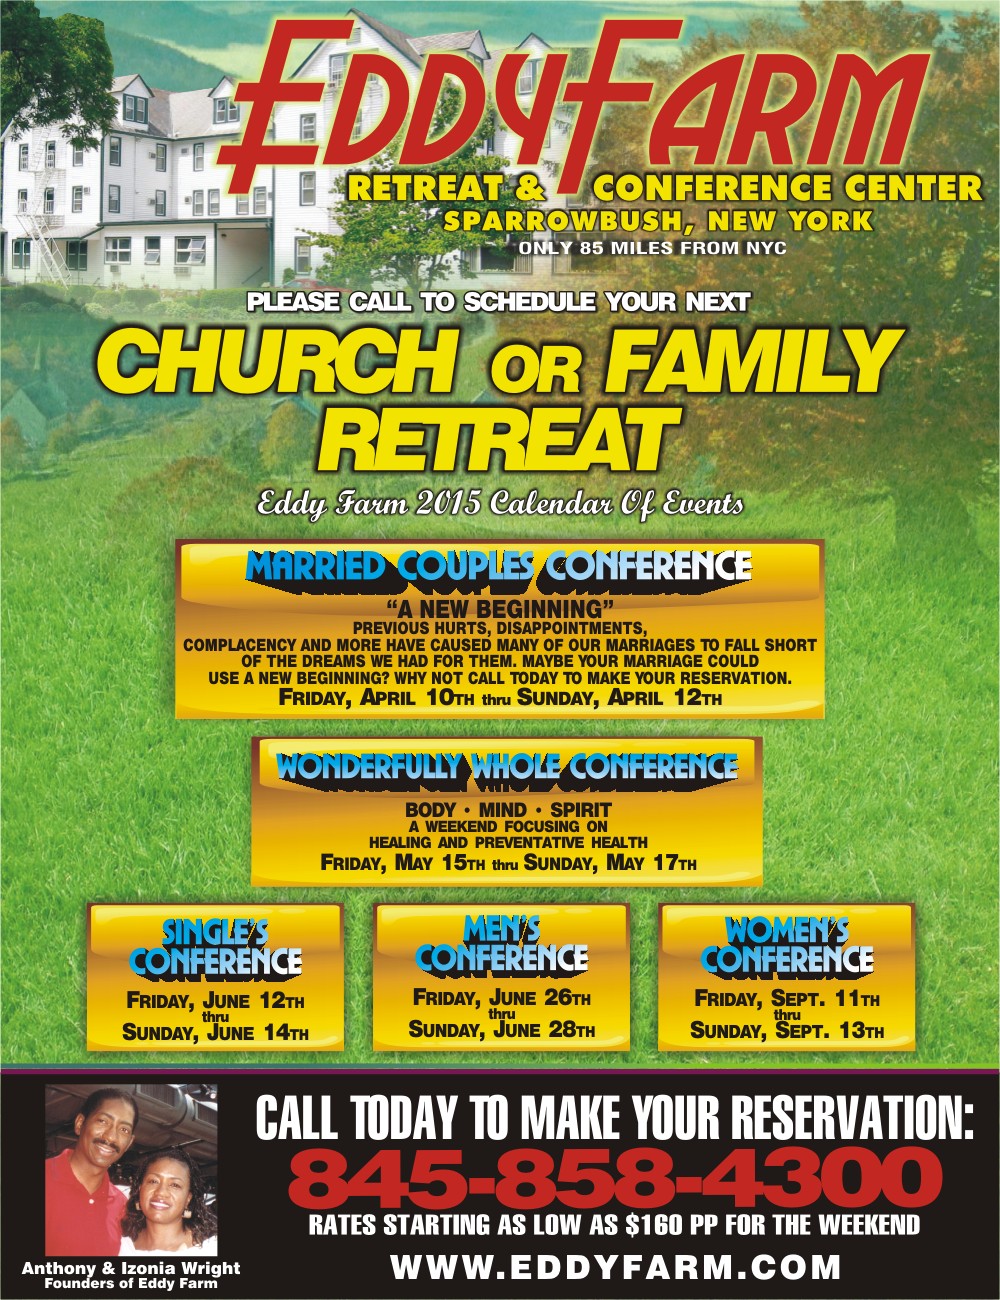 EDDY FARM
RETREAT & CONFERENCE CENTER
SPARROWBUSH, NEW YORK
ONLY 85 MILES FROM NYC
PLEASE CALL TO SCHEDULE YOUR NEXT
CHURCH OR FAMILY
RETREAT
Eddy Farm 2015 Calendar Of Events
MARRIED COUPLES CONFERENCE
“A NEW BEGINNING”
PREVIOUS HURTS, DISAPPOINTMENTS,
COMPLACENCY AND MORE HAVE CAUSED MANY OF OUR MARRIAGES TO FALL SHORT
OF THE DREAMS WE HAD FOR THEM. MAYBE YOUR MARRIAGE COULD
USE A NEW BEGINNING? WHY NOT CALL TODAY TO MAKE YOUR RESERVATION.
FRIDAY, APRIL 10TH thru SUNDAY, APRIL 12TH
WONDERFULLY WHOLE CONFERENCE
BODY • MIND • SPIRIT
A WEEKEND FOCUSING ON
HEALING AND PREVENTATIVE HEALTH
FRIDAY, MAY 15TH thru SUNDAY, MAY 17TH
SINGLE'S
CONFERENCE
FRIDAY, JUNE 12TH
thru
SUNDAY, JUNE 14TH
MEN'S
CONFERENCE
FRIDAY, JUNE 26TH
thru
SUNDAY, JUNE 28TH
WOMEN'S
CONFERENCE
FRIDAY, SEPT. 11TH
thru
SUNDAY, SEPT. 13TH
CALL TODAY TO MAKE YOUR RESERVATION:
845-858-4300
RATES STARTING AS LOW AS $160 PP FOR THE WEEKEND
WWW.EDDYFARM.COM
Anthony & Izonia Wright
Founders of Eddy Farm